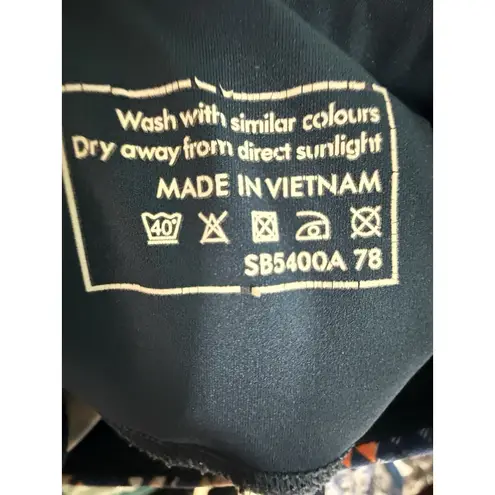 Wash with similar colours
Dry away from direct sunlight
MADE IN VIETNAM
40°
SB5400A 78